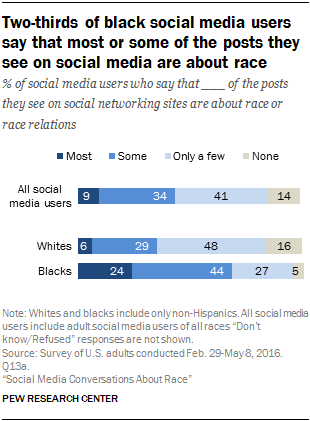 Two-thirds of black social media users
say that most or some of the posts they
see on social media are about race
% of social media users who say that ___ of the posts
they see on social networking sites are about race or
race relations
Most Some Only a few None
All social
media users
9 34 41 14
Whites 6 29 48 16
Blacks 24 44 27 5
Note: Whites and blacks include only non-Hispanics. All social media
users include adult social media users of all races “Don’t
know/Refused” responses are not shown.
Source: Survey of U.S. adults conducted Feb. 29-May 8, 2016.
Q13a.
“Social Media Conversations About Race”
PEW RESEARCH CENTER